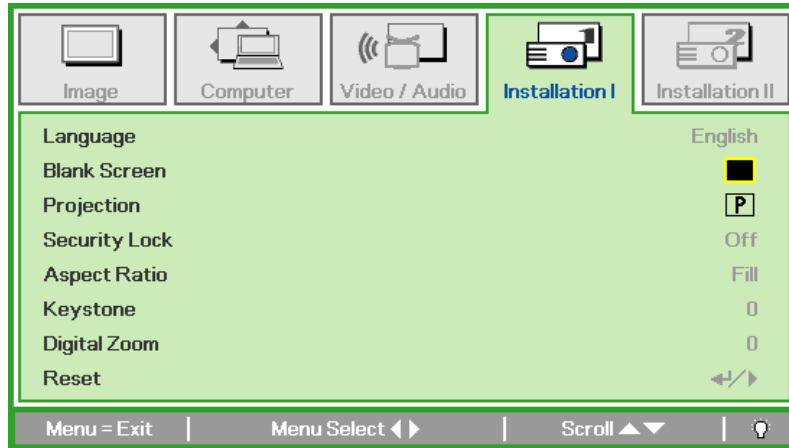 Image Computer Video / Audio Installation I Installation II
Language English
Blank Screen
Projection P
Security Lock Off
Aspect Ratio Fill
Keystone 0
Digital Zoom 0
Reset
Menu = Exit Menu Select Scroll